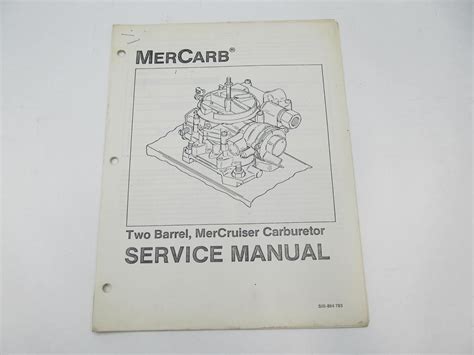 MERCARB®
Two Barrel, MerCruiser Carburetor
SERVICE MANUAL